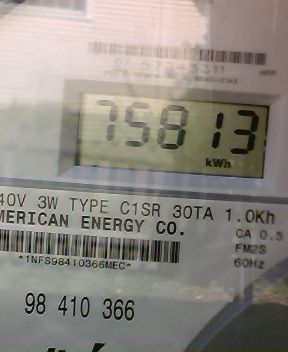 75813
kWh
40V 3W TYPE C1SR 30TA 1.0Kh
MERICAN ENERGY CO.
CA 0.5
FM2S
*1NFS98410366MEC*
60Hz
98 410 366